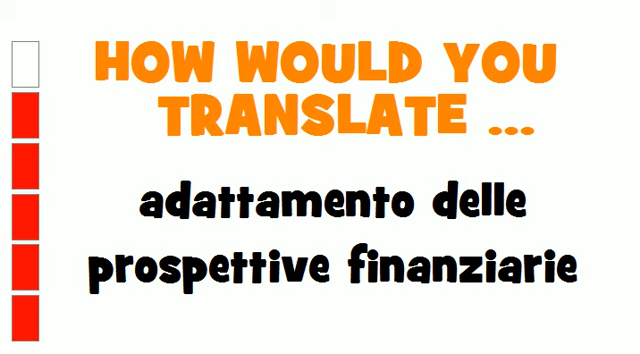 HOW WOULD YOU
TRANSLATE ...
adattamento delle
prospettive finanziarie